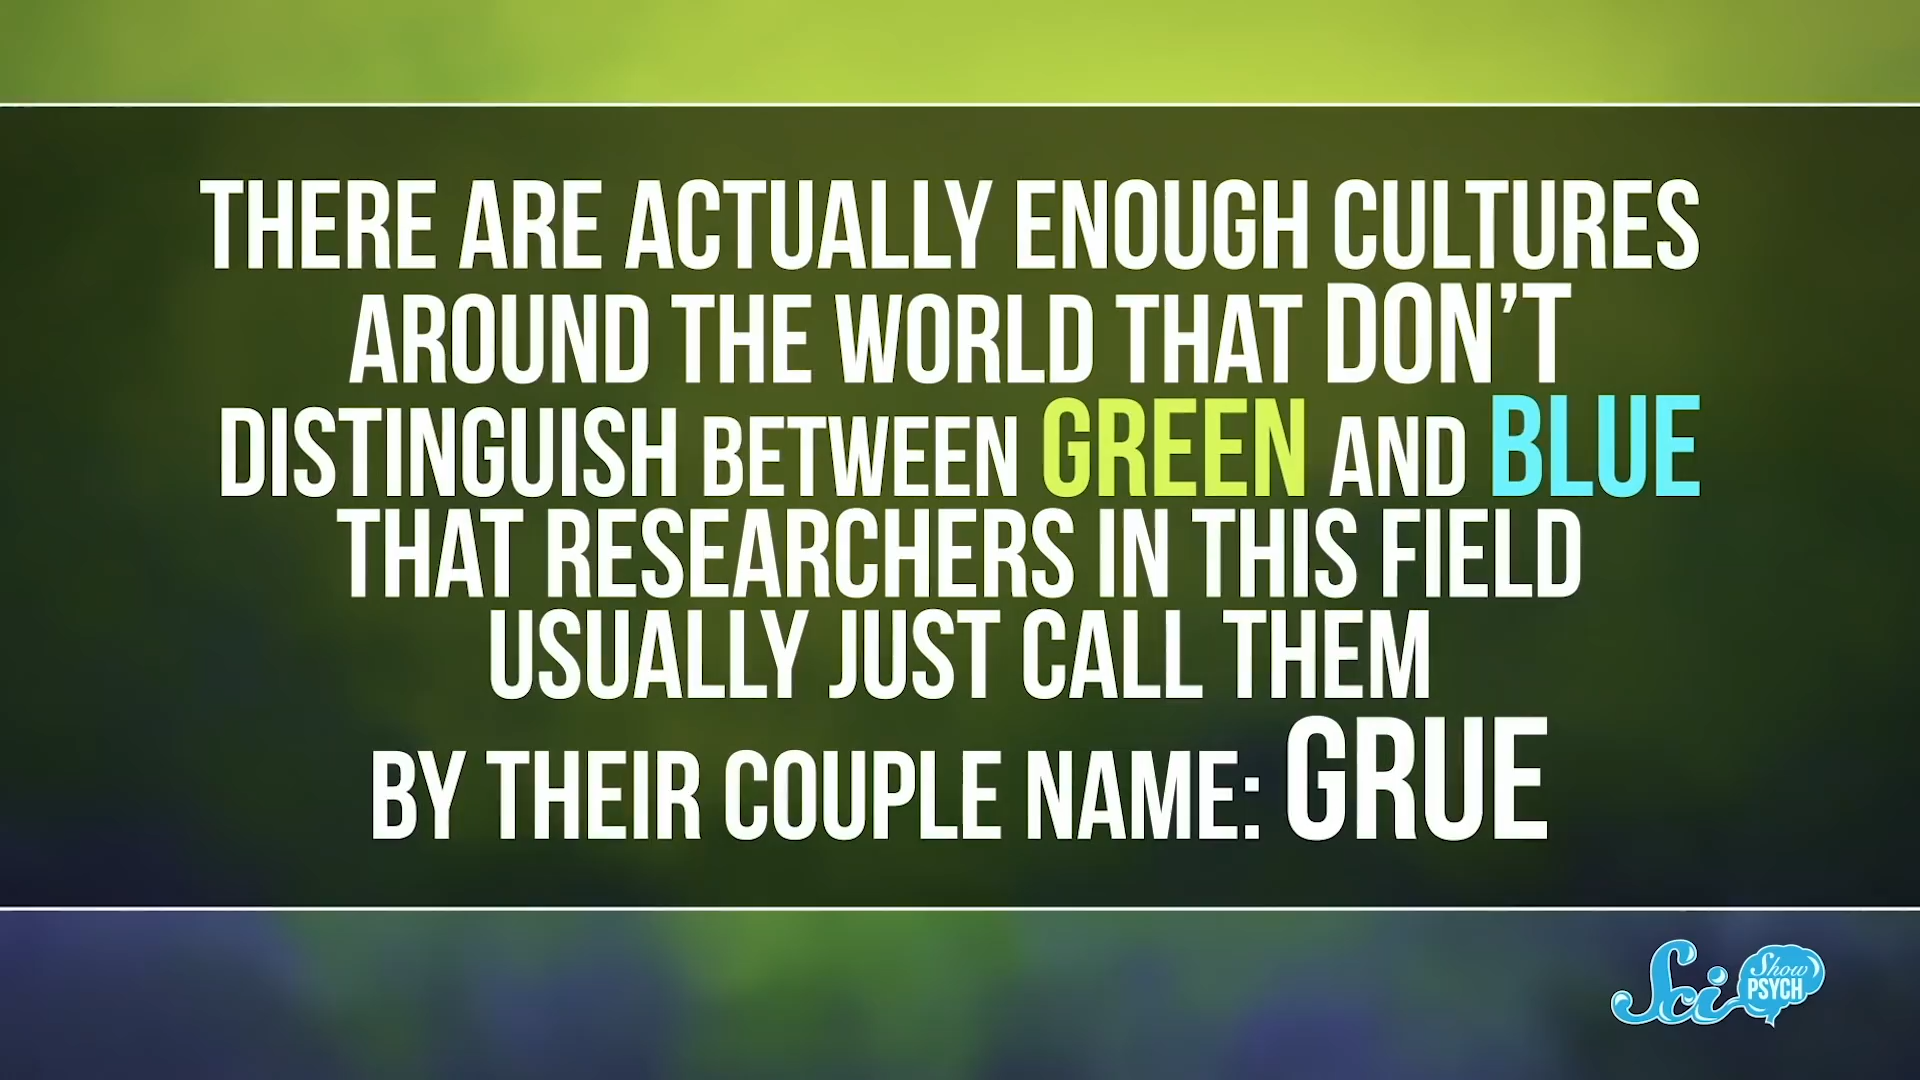 THERE ARE ACTUALLY ENOUGH CULTURES
AROUND THE WORLD THAT DON'T
DISTINGUISH BETWEEN GREEN AND BLUE
THAT RESEARCHERS IN THIS FIELD
USUALLY JUST CALL THEM
BY THEIR COUPLE NAME: GRUE
Sci Show
PSYCH